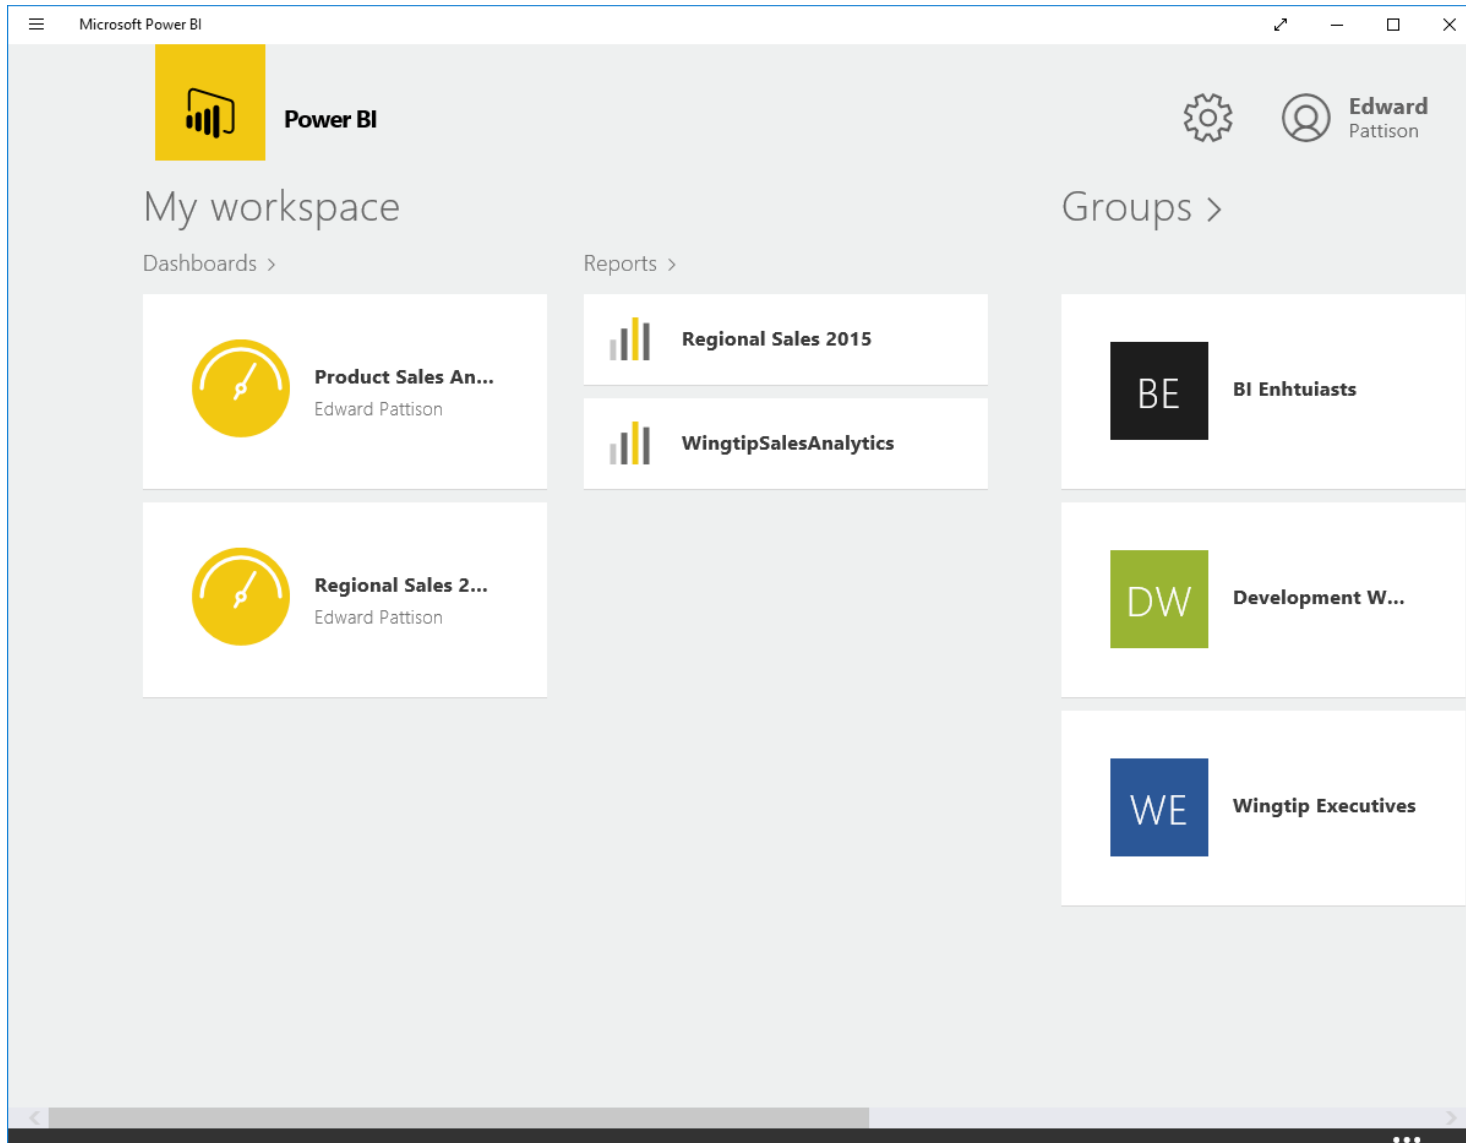 Microsoft Power BI
Power BI
Edward
Pattison
My workspace
Groups >
Dashboards >
Reports >
Product Sales An...
Edward Pattison
Regional Sales 2...
Edward Pattison
Regional Sales 2015
WingtipSalesAnalytics
BE
BI Enhtuiasts
DW
Development W...
WE
Wingtip Executives